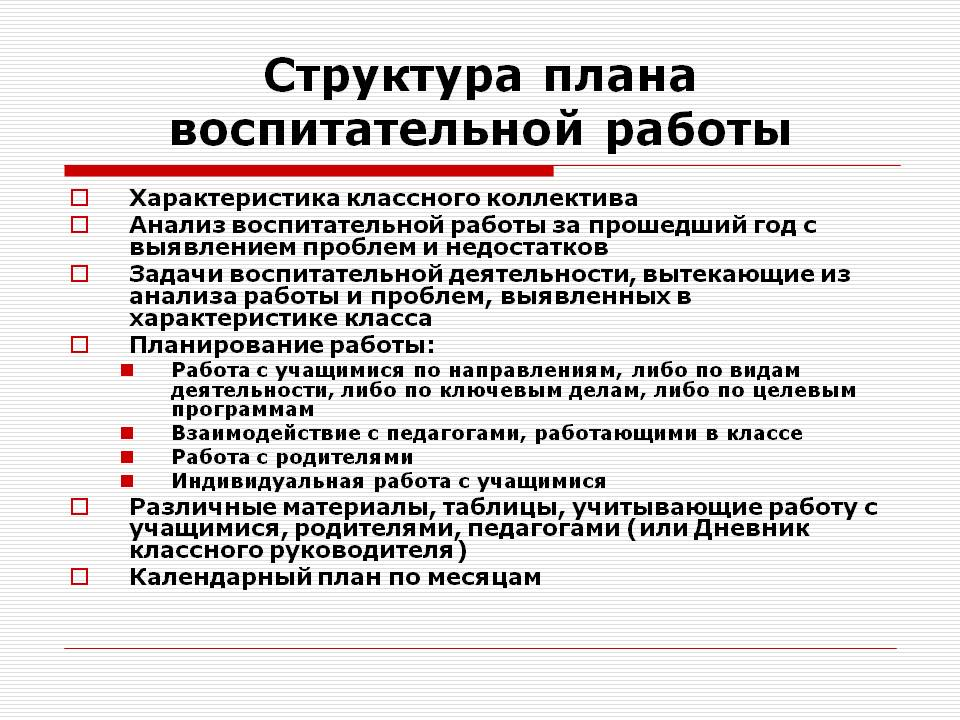 Структура плана
воспитательной работы
Характеристика классного коллектива
Анализ воспитательной работы за прошедший год с
выявлением проблем и недостатков
Задачи воспитательной деятельности, вытекающие из
анализа работы и проблем, выявленных в
характеристике класса
Планирование работы:
Работа с учащимися по направлениям, либо по видам
деятельности, либо по ключевым делам, либо по целевым
программам
Взаимодействие с педагогами, работающими в классе
Работа с родителями
Индивидуальная работа с учащимися
Различные материалы, таблицы, учитывающие работу с
учащимися, родителями, педагогами (или Дневник
классного руководителя)
Календарный план по месяцам